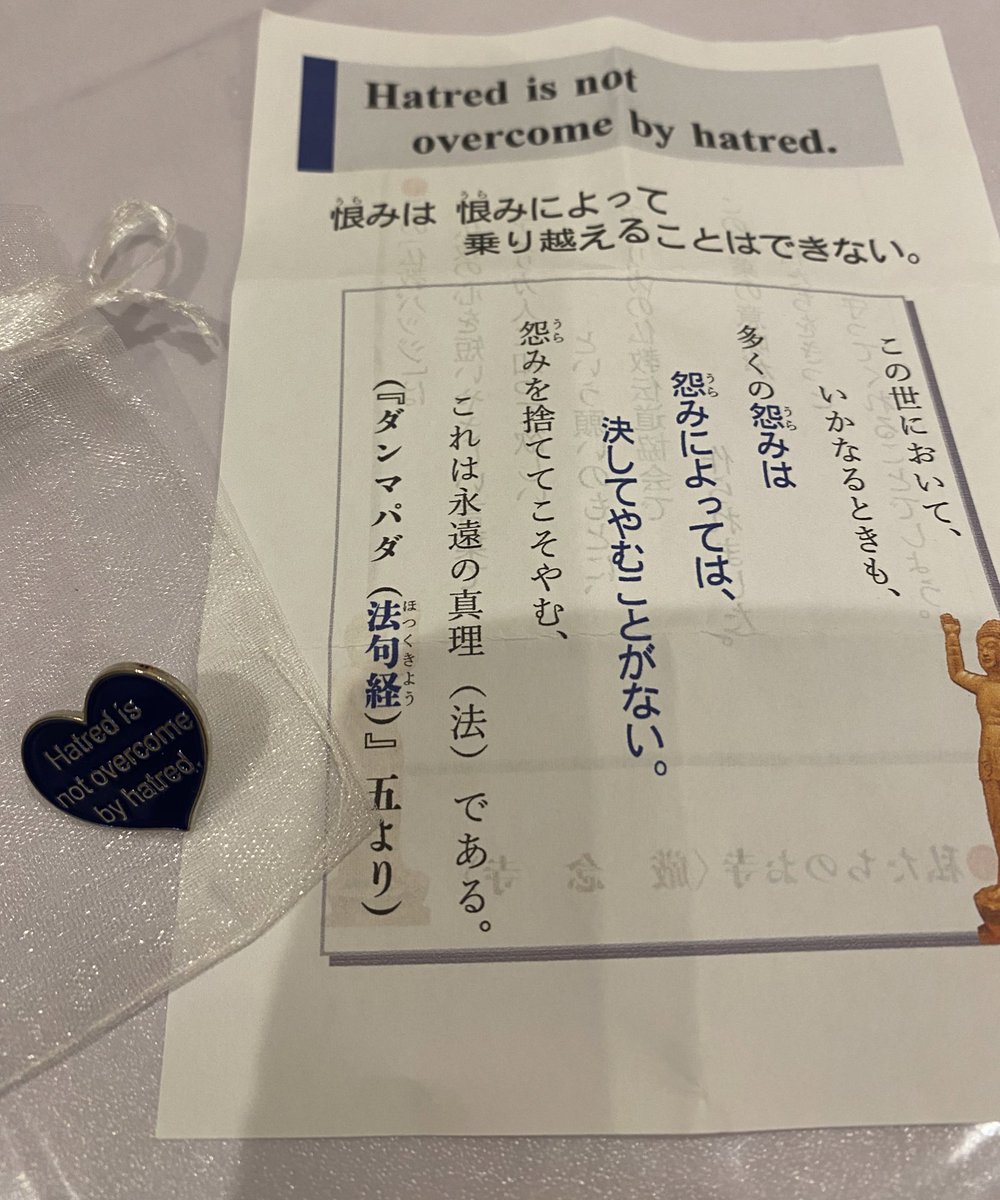 Hatred is not
overcome by hatred.
恨みは 恨みによって
乗り越えることはできない。
この世において、
いかなるときも、
多くの怨みは
怨みによっては、
決してやむことがない。
怨みを捨ててこそやむ、
これは永遠の真理（法）である。
（『ダンマパダ（法句経）』五より）
Hatred is
not overcome
by hatred.